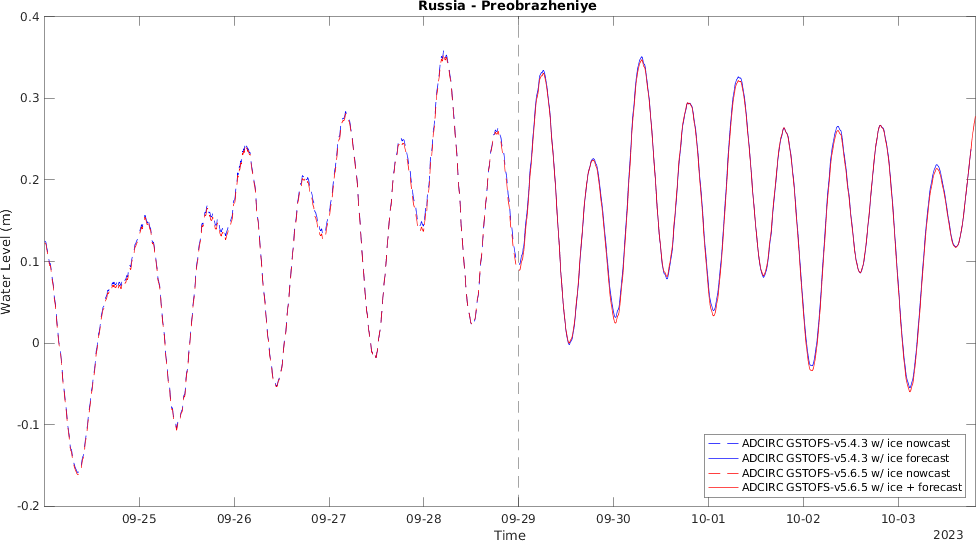 Russia - Preobrazheniye
0.4
0.3
0.2
0.1
0
-0.1
-0.2
Water Level (m)
09-25 09-26 09-27 09-28 09-29 09-30 10-01 10-02 10-03
Time
2023
ADCIRC GSTOFS-v5.4.3 w/ ice nowcast
ADCIRC GSTOFS-v5.4.3 w/ ice forecast
ADCIRC GSTOFS-v5.6.5 w/ ice nowcast
ADCIRC GSTOFS-v5.6.5 w/ ice + forecast